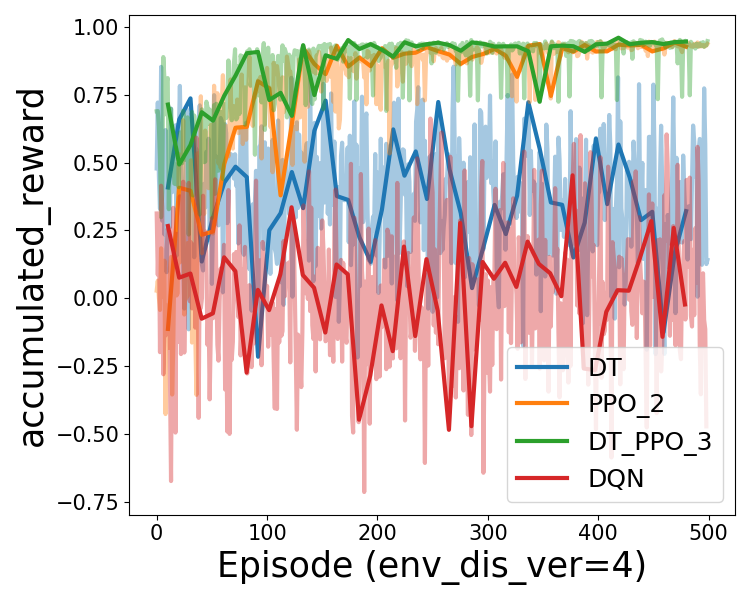 accumulated_reward
1.00
0.75
0.50
0.25
0.00
−0.25
−0.50
−0.75
DT
PPO_2
DT_PPO_3
DQN
0 100 200 300 400 500
Episode (env_dis_ver=4)